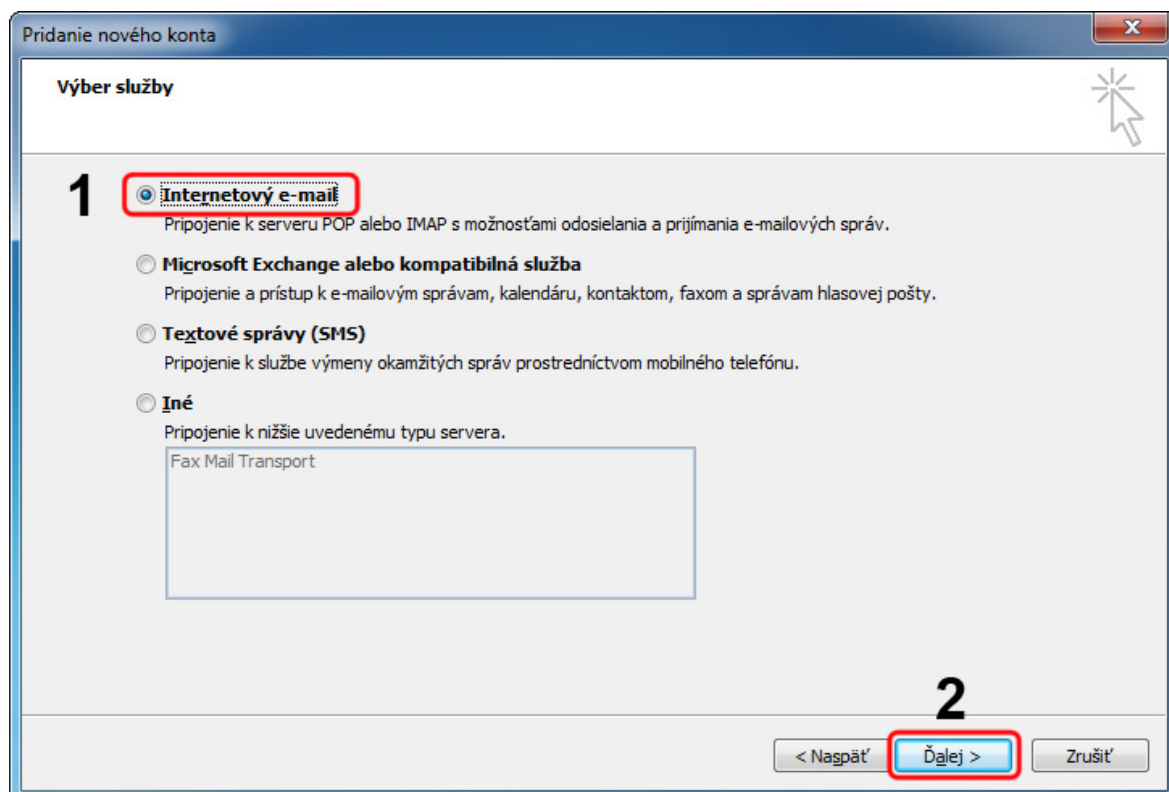 Pridanie nového konta
Výber služby
1
Internetový e-mail
Pripojenie k serveru POP alebo IMAP s možnosťami odosielania a prijímania e-mailových správ.
Microsoft Exchange alebo kompatibilná služba
Pripojenie a prístup k e-mailovým správam, kalendáru, kontaktom, faxom a správam hlasovej pošty.
Textové správy (SMS)
Pripojenie k službe výmeny okamžitých správ prostredníctvom mobilného telefónu.
Iné
Pripojenie k nižšie uvedenému typu servera.
Fax Mail Transport
2
< Naspäť
Ďalej >
Zrušiť